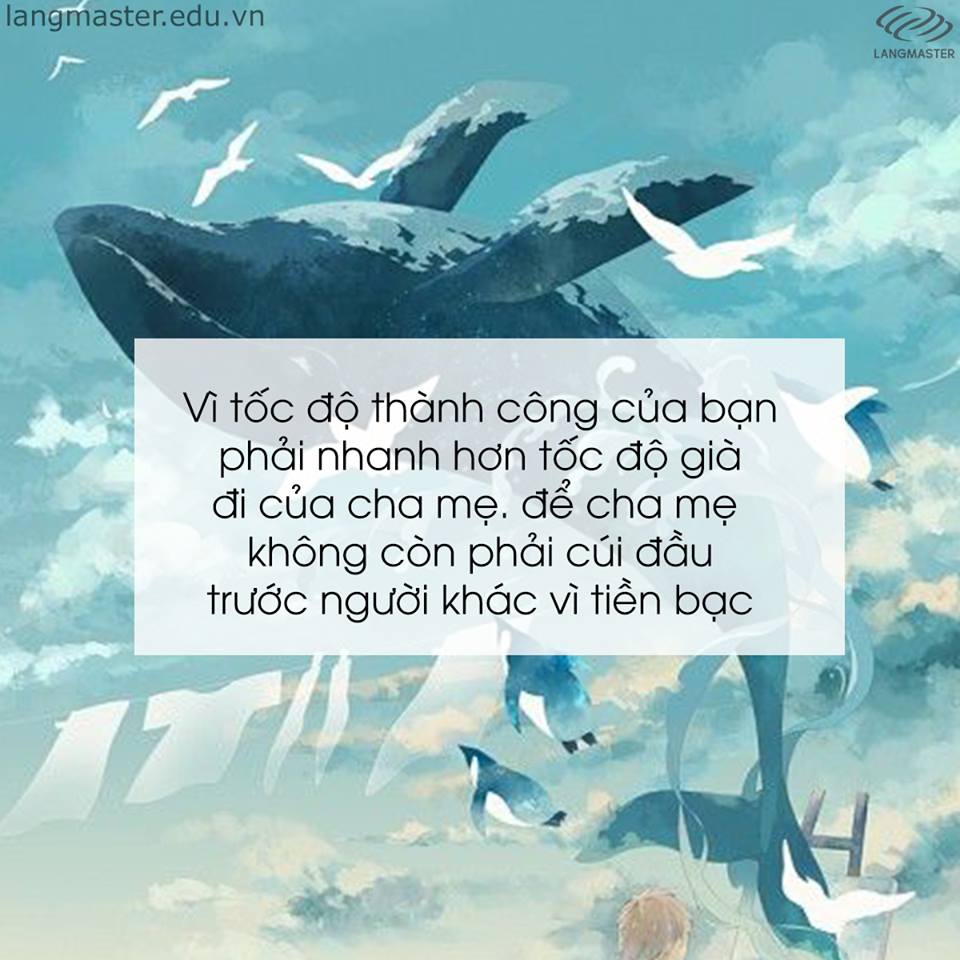 langmaster.edu.vn
LANGMASTER
Vì tốc độ thành công của bạn
phải nhanh hơn tốc độ già
đi của cha mẹ. để cha mẹ
không còn phải cúi đầu
trước người khác vì tiền bạc